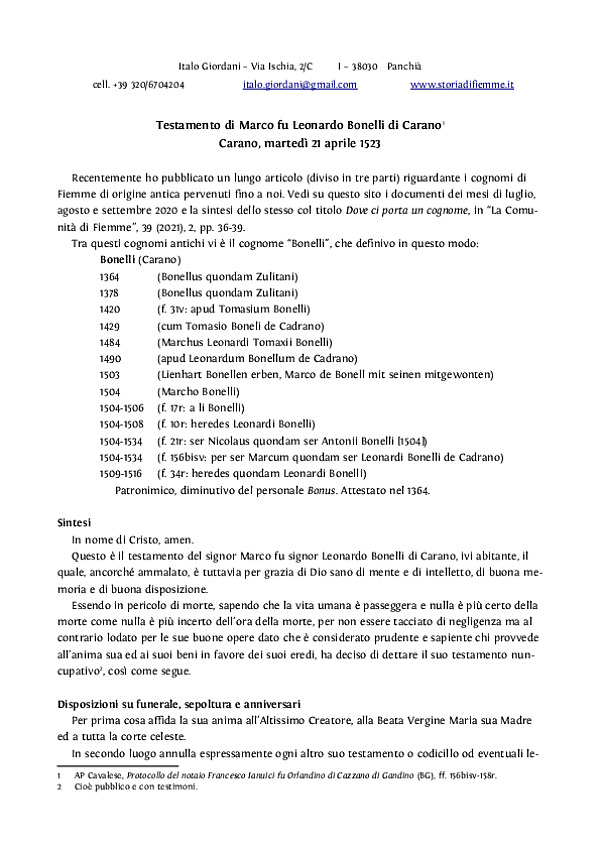 Italo Giordani – Via Ischia, 2/C I – 38030 Panchià
cell. +39 320/6704204 italo.giordani@gmail.com www.storiadifiemme.it
Testamento di Marco fu Leonardo Bonelli di Carano¹
Carano, martedì 21 aprile 1523
Recentemente ho pubblicato un lungo articolo (diviso in tre parti) riguardante i cognomi di
Fiemme di origine antica pervenuti fino a noi. Vedi su questo sito i documenti dei mesi di luglio,
agosto e settembre 2020 e la sintesi dello stesso col titolo Dove ci porta un cognome, in “La Comu-
nità di Fiemme”, 39 (2021), 2, pp. 36-39.
Tra questi cognomi antichi vi è il cognome “Bonelli”, che definivo in questo modo:
Bonelli (Carano)
1364 (Bonellus quondam Zulitani)
1378 (Bonellus quondam Zulitani)
1420 (f. 31v: apud Tomasium Bonelli)
1429 (cum Tomasio Boneli de Cadrano)
1484 (Marchus Leonardi Tomaxii Bonelli)
1490 (apud Leonardum Bonellum de Cadrano)
1503 (Lienhart Bonellen erben, Marco de Bonell mit seinen mitgewonten)
1504 (Marcho Bonelli)
1504-1506 (f. 17r: a li Bonelli)
1504-1508 (f. 10r: heredes Leonardi Bonelli)
1504-1534 (f. 21r: ser Nicolaus quondam ser Antonii Bonelli [1504])
1504-1534 (f. 156bisv: per ser Marcum quondam ser Leonardi Bonelli de Cadrano)
1509-1516 (f. 34r: heredes quondam Leonardi Bonelli)
Patronimico, diminutivo del personale Bonus. Attestato nel 1364.
Sintesi
In nome di Cristo, amen.
Questo è il testamento del signor Marco fu signor Leonardo Bonelli di Carano, ivi abitante, il
quale, ancorché ammalato, è tuttavia per grazia di Dio sano di mente e di intelletto, di buona me-
moria e di buona disposizione.
Essendo in pericolo di morte, sapendo che la vita umana è passeggera e nulla è più certo della
morte come nulla è più incerto dell’ora della morte, per non essere tacciato di negligenza ma al
contrario lodato per le sue buone opere dato che è considerato prudente e sapiente chi provvede
all’anima sua ed ai suoi beni in favore dei suoi eredi, ha deciso di dettare il suo testamento nun-
cupativo², così come segue.
Disposizioni su funerale, sepoltura e anniversari
Per prima cosa affida la sua anima all’Altissimo Creatore, alla Beata Vergine Maria sua Madre
ed a tutta la corte celeste.
In secondo luogo annulla espressamente ogni altro suo testamento o codicillo od eventuali le-
1 AP Cavalese, Protocollo del notaio Francesco Ianuici fu Orlandino di Cazzano di Gandino (BG), ff. 156bisv-158r.
2 Cioè pubblico e con testimoni.